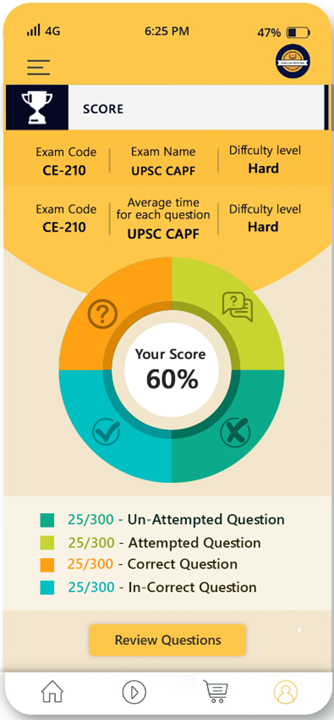 4G
6:25 PM
47%
SCORE
Exam Code
CE-210
Exam Name
UPSC CAPF
Diffculty level
Hard
Exam Code
CE-210
Average time
for each question
UPSC CAPF
Diffculty level
Hard
Your Score
60%
25/300 - Un-Attempted Question
25/300 - Attempted Question
25/300 - Correct Question
25/300 - In-Correct Question
Review Questions